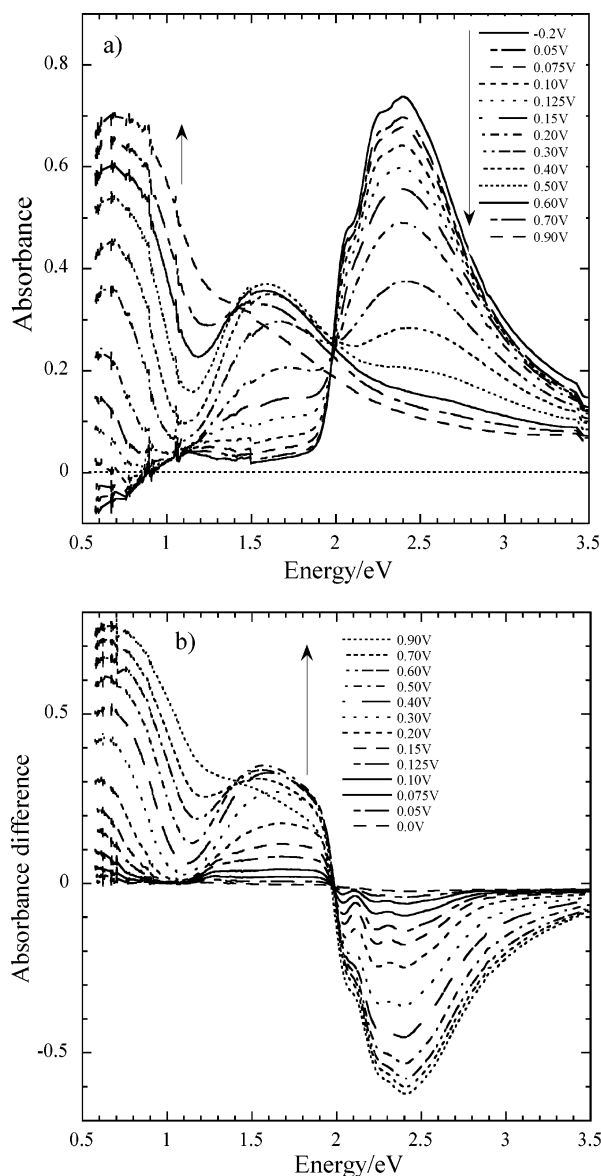 a)
-0.2V
0.05V
0.075V
0.10V
0.125V
0.15V
0.20V
0.30V
0.40V
0.50V
0.60V
0.70V
0.90V
Absorbance
0.8
0.6
0.4
0.2
0
0.5 1 1.5 2 2.5 3 3.5
Energy/eV
b)
0.90V
0.70V
0.60V
0.50V
0.40V
0.30V
0.20V
0.15V
0.125V
0.10V
0.075V
0.05V
0.0V
Absorbance difference
0.5
0
-0.5
0.5 1 1.5 2 2.5 3 3.5
Energy/eV